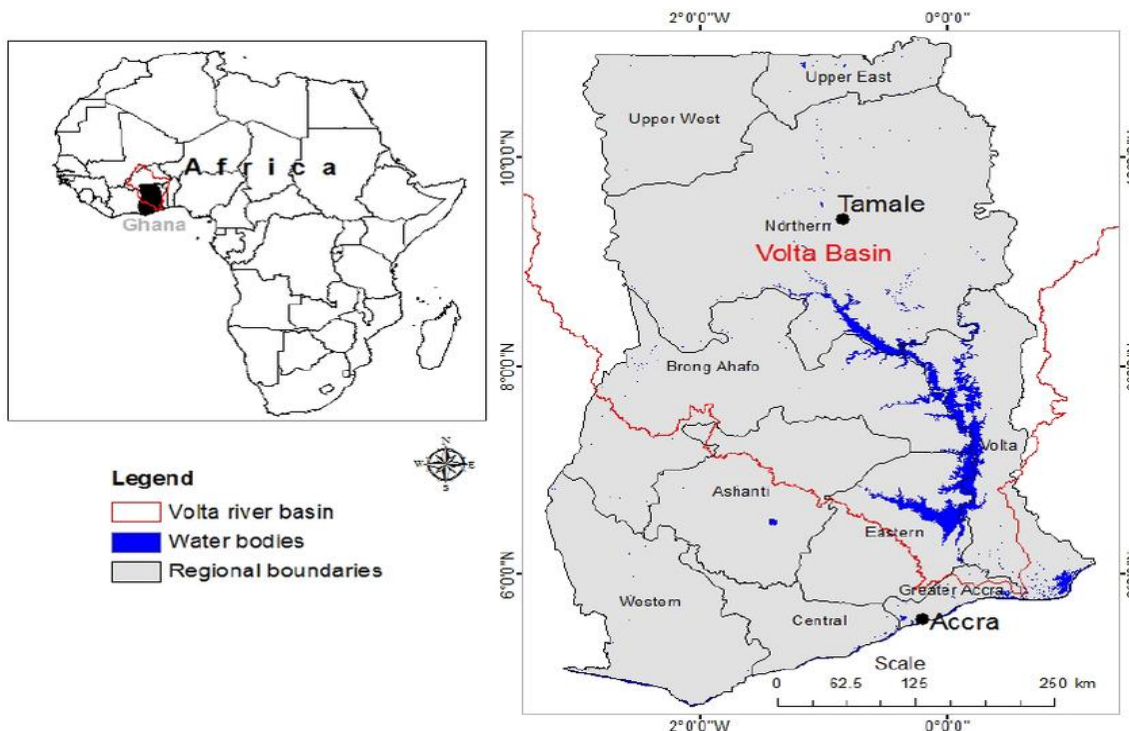 A f r i c a
Ghana
N
W E
S
Legend
Volta river basin
Water bodies
Regional boundaries
2°0'0"W 0°0'0"
10°0'0"N
8°0'0"N
6°0'0"N
Upper East
Upper West
Tamale
Northern
Volta Basin
Brong Ahafo
Volta
Ashanti
Eastern
Greater Accra
Western
Central
Accra
Scale
0 62.5 125 250 km
2°0'0"W 0°0'0"